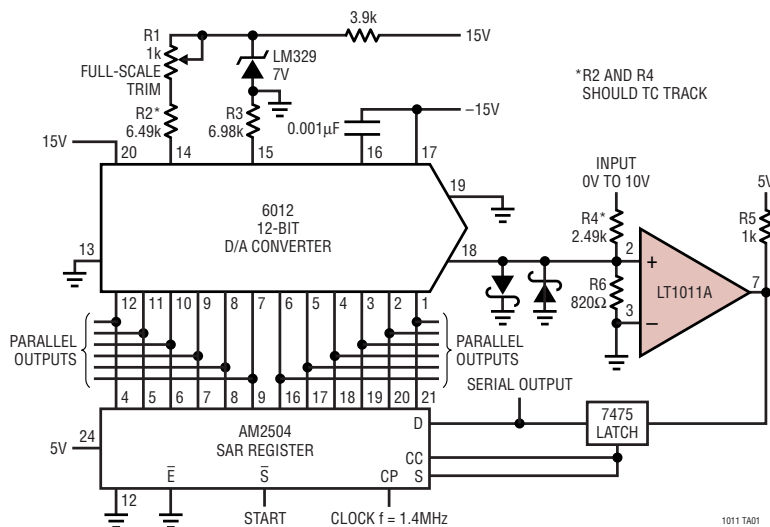 3.9k
15V
R1
1k
FULL-SCALE
TRIM
LM329
7V
*R2 AND R4
SHOULD TC TRACK
R2*
6.49k
R3
6.98k
0.001µF
–15V
15V
20
14
15
16
17
INPUT
0V TO 10V
5V
6012
12-BIT
D/A CONVERTER
19
18
13
R4*
2.49k
R5
1k
2
+
R6
820Ω
3
–
LT1011A
7
12 11 10 9 8 7 6 5 4 3 2 1
PARALLEL
OUTPUTS
PARALLEL
OUTPUTS
4 5 6 7 8 9 16 17 18 19 20 21
SERIAL OUTPUT
7475
LATCH
24
5V
AM2504
SAR REGISTER
D
CC
S
E
S
CP
12
START
CLOCK f = 1.4MHz
1011 TA01